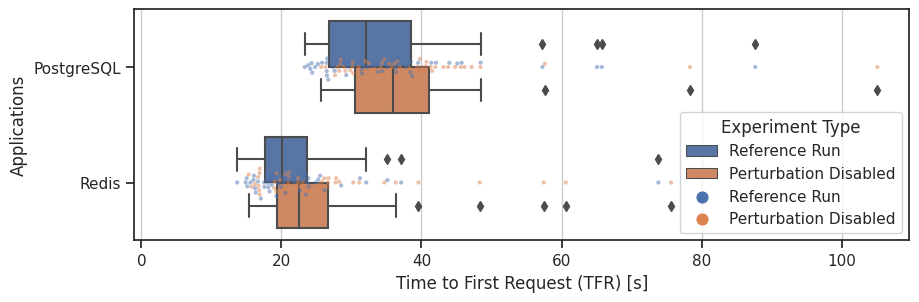 Applications
PostgreSQL
Redis
Experiment Type
Reference Run
Perturbation Disabled
Reference Run
Perturbation Disabled
0 20 40 60 80 100
Time to First Request (TFR) [s]